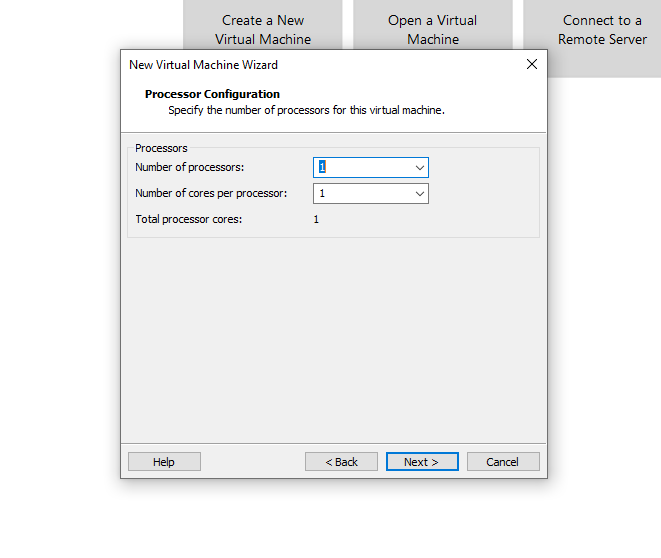 Create a New
Virtual Machine
Open a Virtual
Machine
Connect to a
Remote Server
New Virtual Machine Wizard
Processor Configuration
Specify the number of processors for this virtual machine.
Processors
Number of processors: 1
Number of cores per processor: 1
Total processor cores: 1
Help < Back Next > Cancel